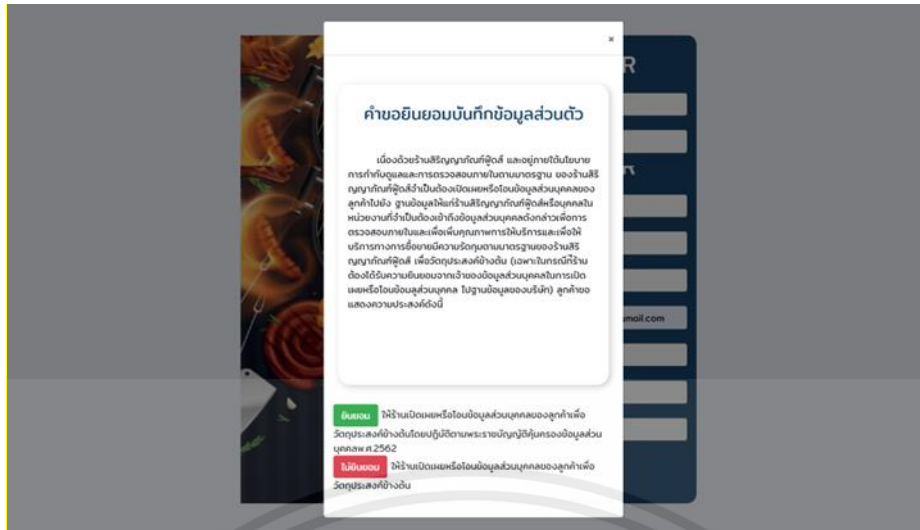 ×
R
คำขอยินยอมบันทึกข้อมูลส่วนตัว
เนื่องด้วยร้านสิริญญาภัณฑ์ฟู๊ดส์ และอยู่ภายใต้นโยบาย
การกำกับดูแลและการตรวจสอบภายในตามมาตรฐาน ของร้านสิริ
ญญาภัณฑ์ฟู๊ดส์จำเป็นต้องเปิดเผยหรือโอนข้อมูลส่วนบุคคลของ
ลูกค้าไปยัง ฐานข้อมูลให้แก่ร้านสิริญญาภัณฑ์ฟู๊ดส์หรือบุคคลใน
หน่วยงานที่จำเป็นต้องเข้าถึงข้อมูลส่วนบุคคลดังกล่าวเพื่อการ
ตรวจสอบภายในและเพื่อเพิ่มคุณภาพการให้บริการและเพื่อให้
บริการทางการซื้อขายมีความรัดกุมตามมาตรฐานของร้านสิริ
ญญาภัณฑ์ฟู๊ดส์ เพื่อวัตถุประสงค์ข้างต้น (เฉพาะในกรณีที่ร้าน
ต้องได้รับความยินยอมจากเจ้าของข้อมูลส่วนบุคคลในการเปิด
เผยหรือโอนข้อมูลส่วนบุคคล ไปฐานข้อมูลของบริษัท) ลูกค้าขอ
แสดงความประสงค์ดังนี้
mail.com
ยินยอม ให้ร้านเปิดเผยหรือโอนข้อมูลส่วนบุคคลของลูกค้าเพื่อ
วัตถุประสงค์ข้างต้นโดยปฏิบัติตามพระราชบัญญัติคุ้มครองข้อมูลส่วน
บุคคลพ.ศ.2562
ไม่ยินยอม ให้ร้านเปิดเผยหรือโอนข้อมูลส่วนบุคคลของลูกค้าเพื่อ
วัตถุประสงค์ข้างต้น